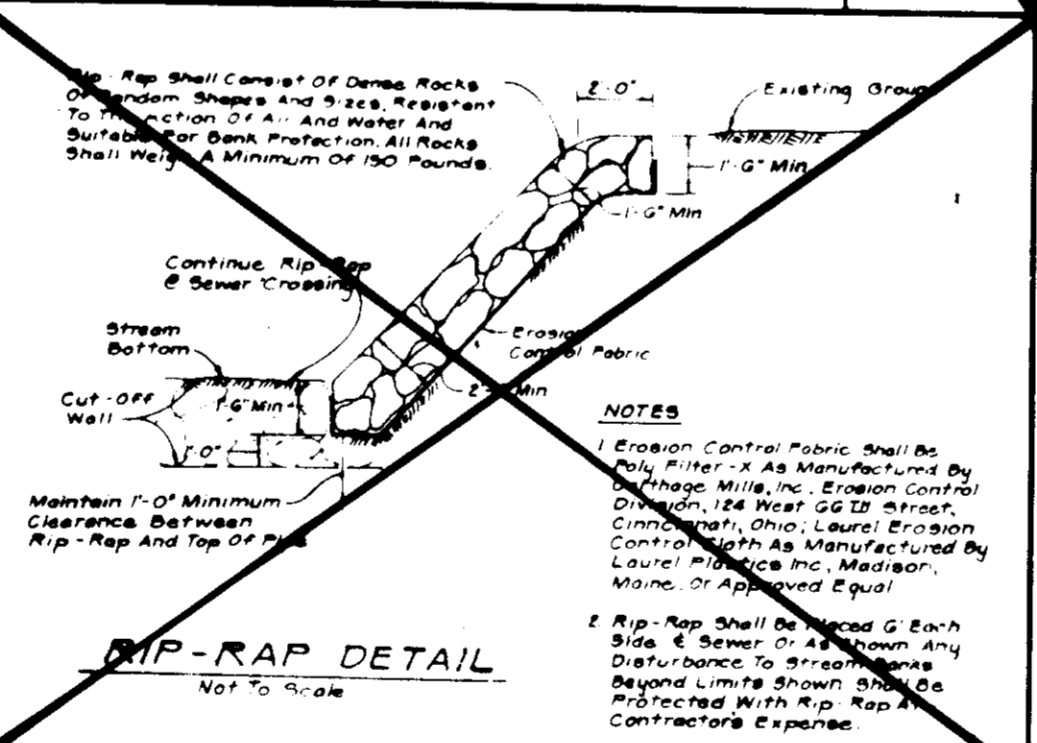 Rip-Rap Shall Consist Of Dense Rocks
Of Random Shapes And Sizes, Resistant
To The Action Of Air And Water And
Suitable For Bank Protection. All Rocks
Shall Weigh A Minimum Of 150 Pounds.
2'-0"
Existing Ground
1'-6" Min
1'-6" Min
Continue Rip-Rap
@ Sewer Crossing
Stream
Bottom
Erosion
Control Fabric
Min
Cut-Off
Wall
1'-6" Min
1'-0"
Maintain 1'-0" Minimum
Clearance Between
Rip-Rap And Top Of
RIP-RAP DETAIL
Not To Scale
NOTES
1. Erosion Control Fabric Shall Be
Poly Filter-X As Manufactured By
Carthage Mills, Inc. Erosion Control
Division, 124 West 66 Th Street,
Cinncinnati, Ohio; Laurel Erosion
Control Cloth As Manufactured By
Laurel Plastics Inc, Madison,
Maine. Or Approved Equal
2. Rip-Rap Shall Be Placed 6' Each
Side ℄ Sewer Or As Shown Any
Disturbance To Stream Banks
Beyond Limits Shown Shall Be
Protected With Rip-Rap At
Contractor's Expense.